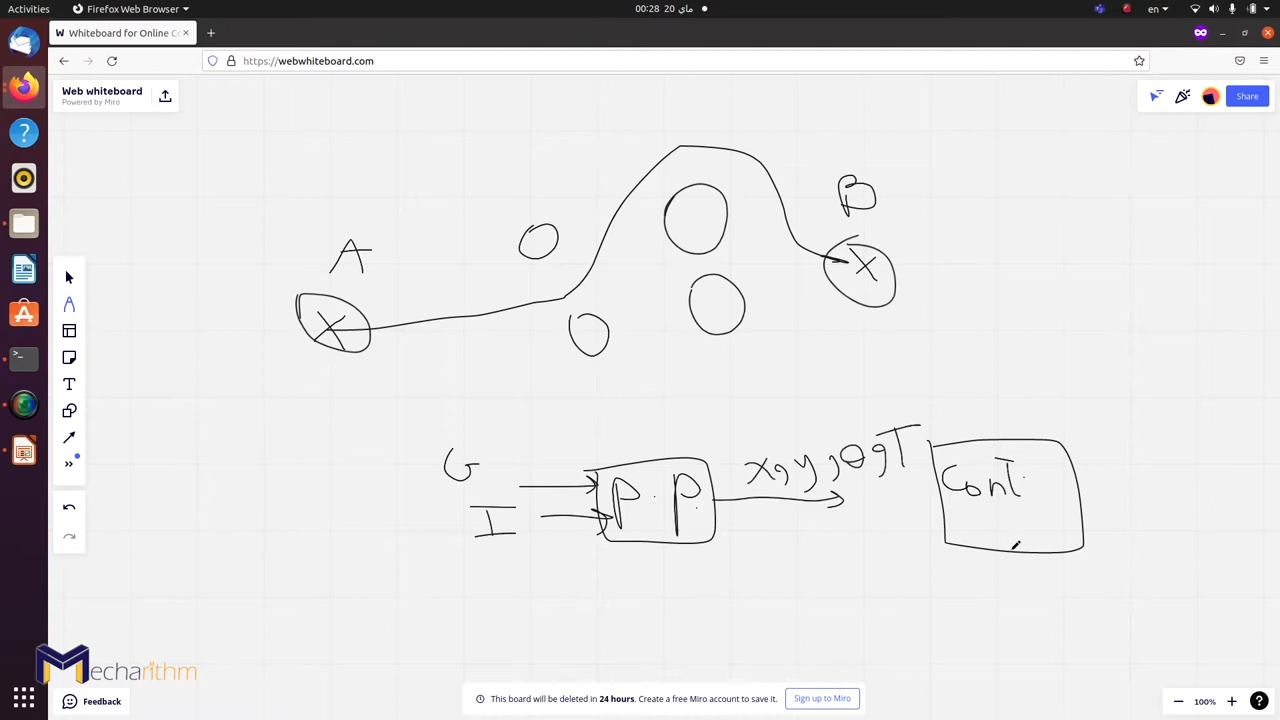 Activities
Firefox Web Browser
00:28 20 مای
en
Whiteboard for Online Co
https://webwhiteboard.com
Web whiteboard
Powered by Miro
Share
A
B
X
X
G
I
P. P.
x, y, θ, T
Cont.
Mecharithm
Feedback
This board will be deleted in 24 hours. Create a free Miro account to save it.
Sign up to Miro
100%